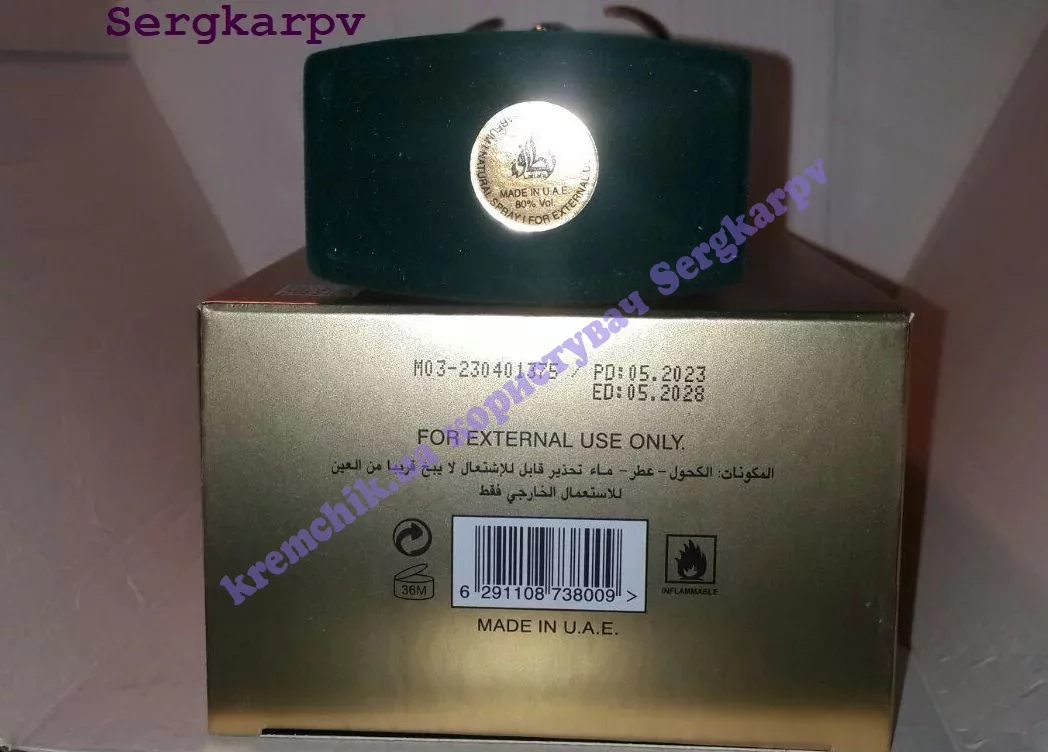 Sergkarpv
PARFUM / NATURAL SPRAY / FOR EXTERNAL
MADE IN U.A.E.
80% Vol.
kremchik.ua користувач Sergkarpv
M03-230401375 / PD:05.2023
ED:05.2028
FOR EXTERNAL USE ONLY.
المكونات: الكحول - عطر - ماء تحذير قابل للإشتعال لا يبخ قريبا من العين
للاستعمال الخارجي فقط
36M
6 291108 738009 >
INFLAMMABLE
MADE IN U.A.E.